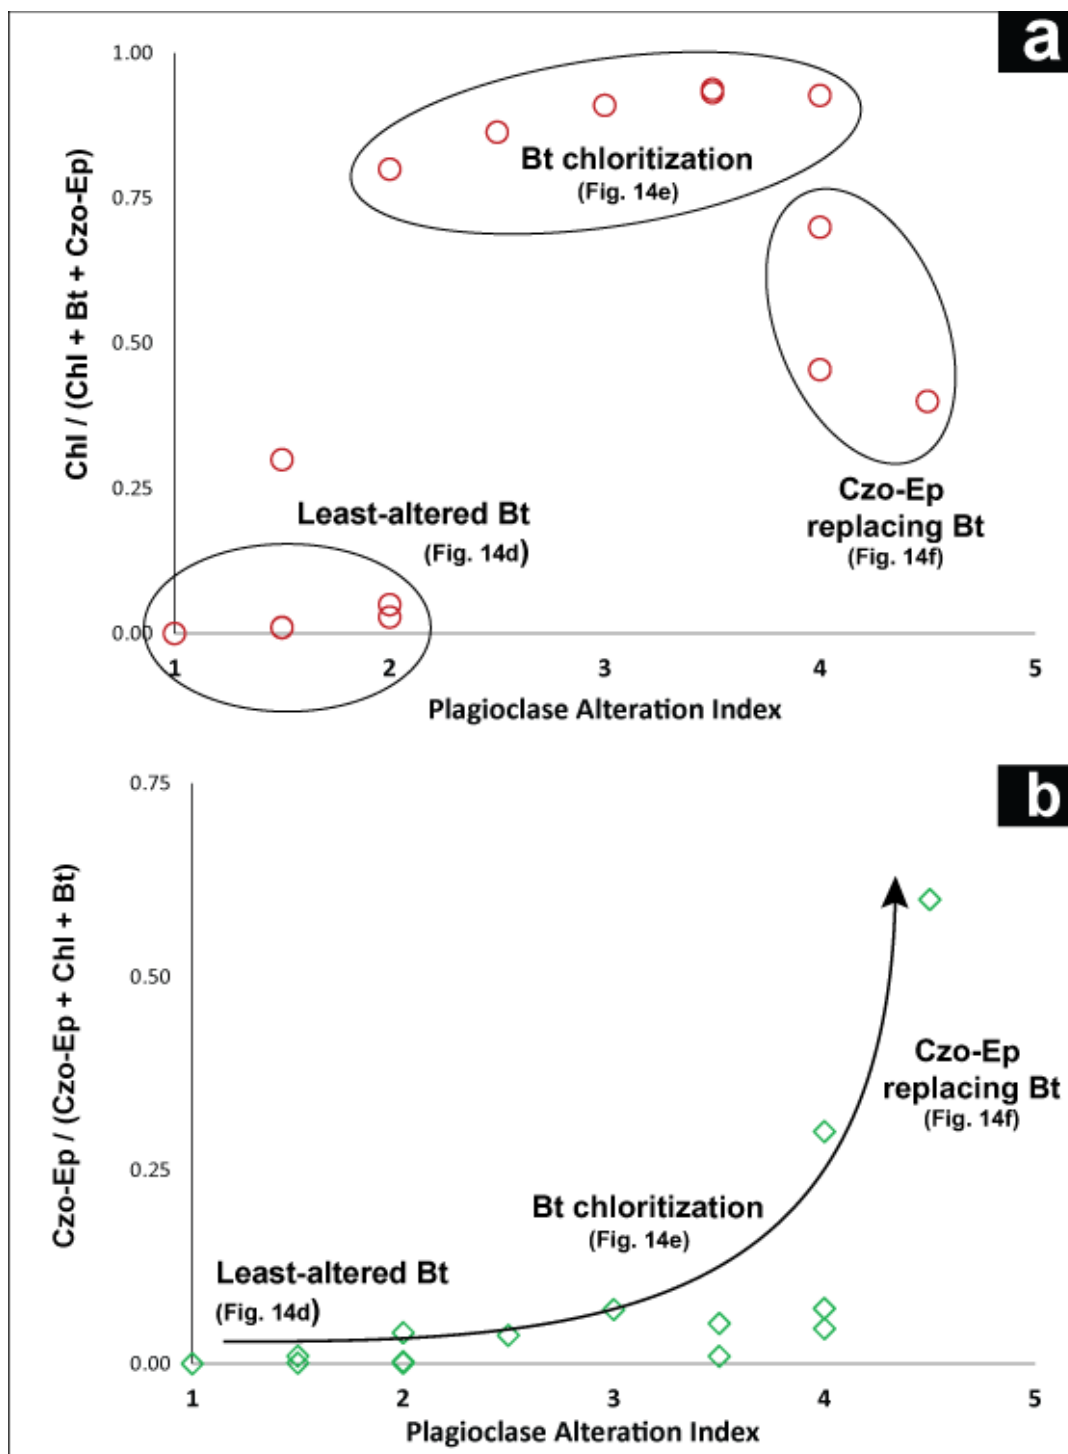 a
1.00
Chl / (Chl + Bt + Czo-Ep)
Bt chloritization
(Fig. 14e)
0.75
0.50
Czo-Ep
replacing Bt
(Fig. 14f)
0.25
Least-altered Bt
(Fig. 14d)
0.00
1
2
3
4
5
Plagioclase Alteration Index
b
0.75
Czo-Ep / (Czo-Ep + Chl + Bt)
0.50
Czo-Ep
replacing Bt
(Fig. 14f)
0.25
Bt chloritization
(Fig. 14e)
Least-altered Bt
(Fig. 14d)
0.00
1
2
3
4
5
Plagioclase Alteration Index